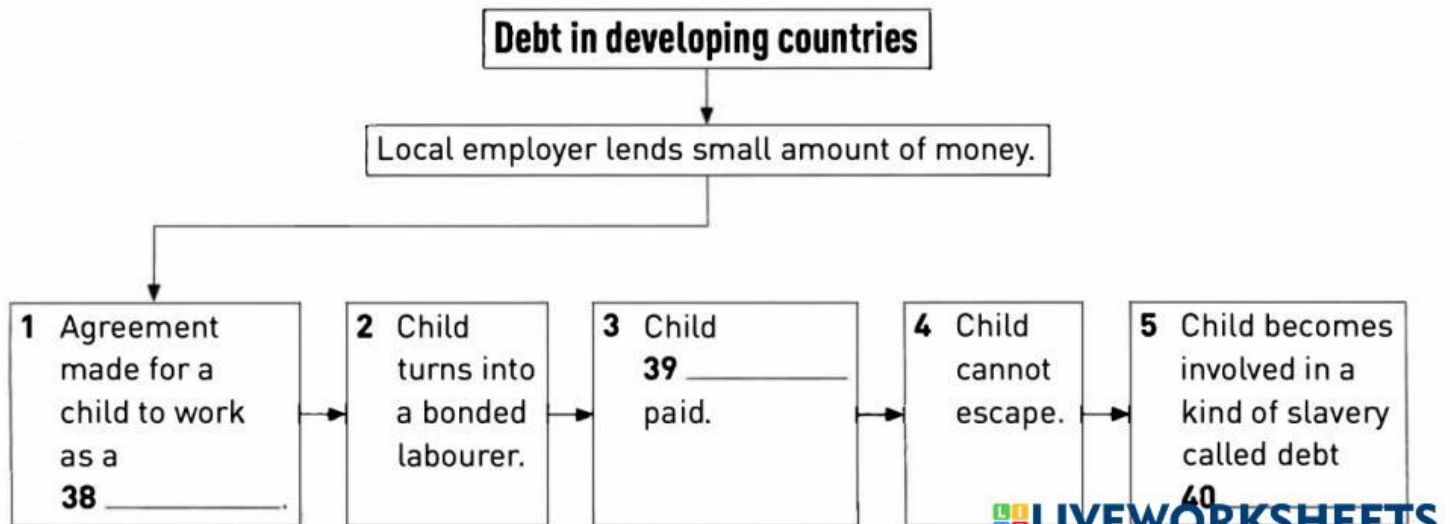 Debt in developing countries
Local employer lends small amount of money.
1 Agreement
made for a
child to work
as a
38 ____________.
2 Child
turns into
a bonded
labourer.
3 Child
39 ___________
paid.
4 Child
cannot
escape.
5 Child becomes
involved in a
kind of slavery
called debt
40
LIVEWORKSHEETS